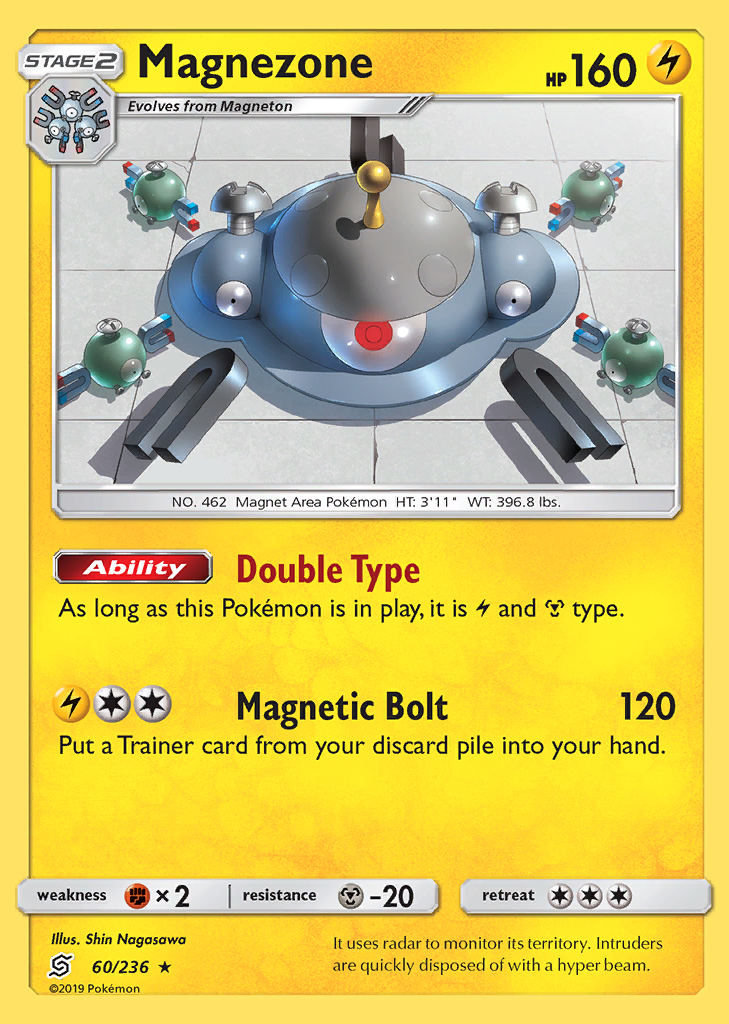 STAGE2
Magnezone
HP160
Evolves from Magneton
NO. 462 Magnet Area Pokémon HT: 3'11" WT: 396.8 lbs.
Ability Double Type
As long as this Pokémon is in play, it is and type.
Magnetic Bolt 120
Put a Trainer card from your discard pile into your hand.
weakness × 2 resistance -20 retreat
Illus. Shin Nagasawa
60/236 ★
©2019 Pokémon
It uses radar to monitor its territory. Intruders
are quickly disposed of with a hyper beam.